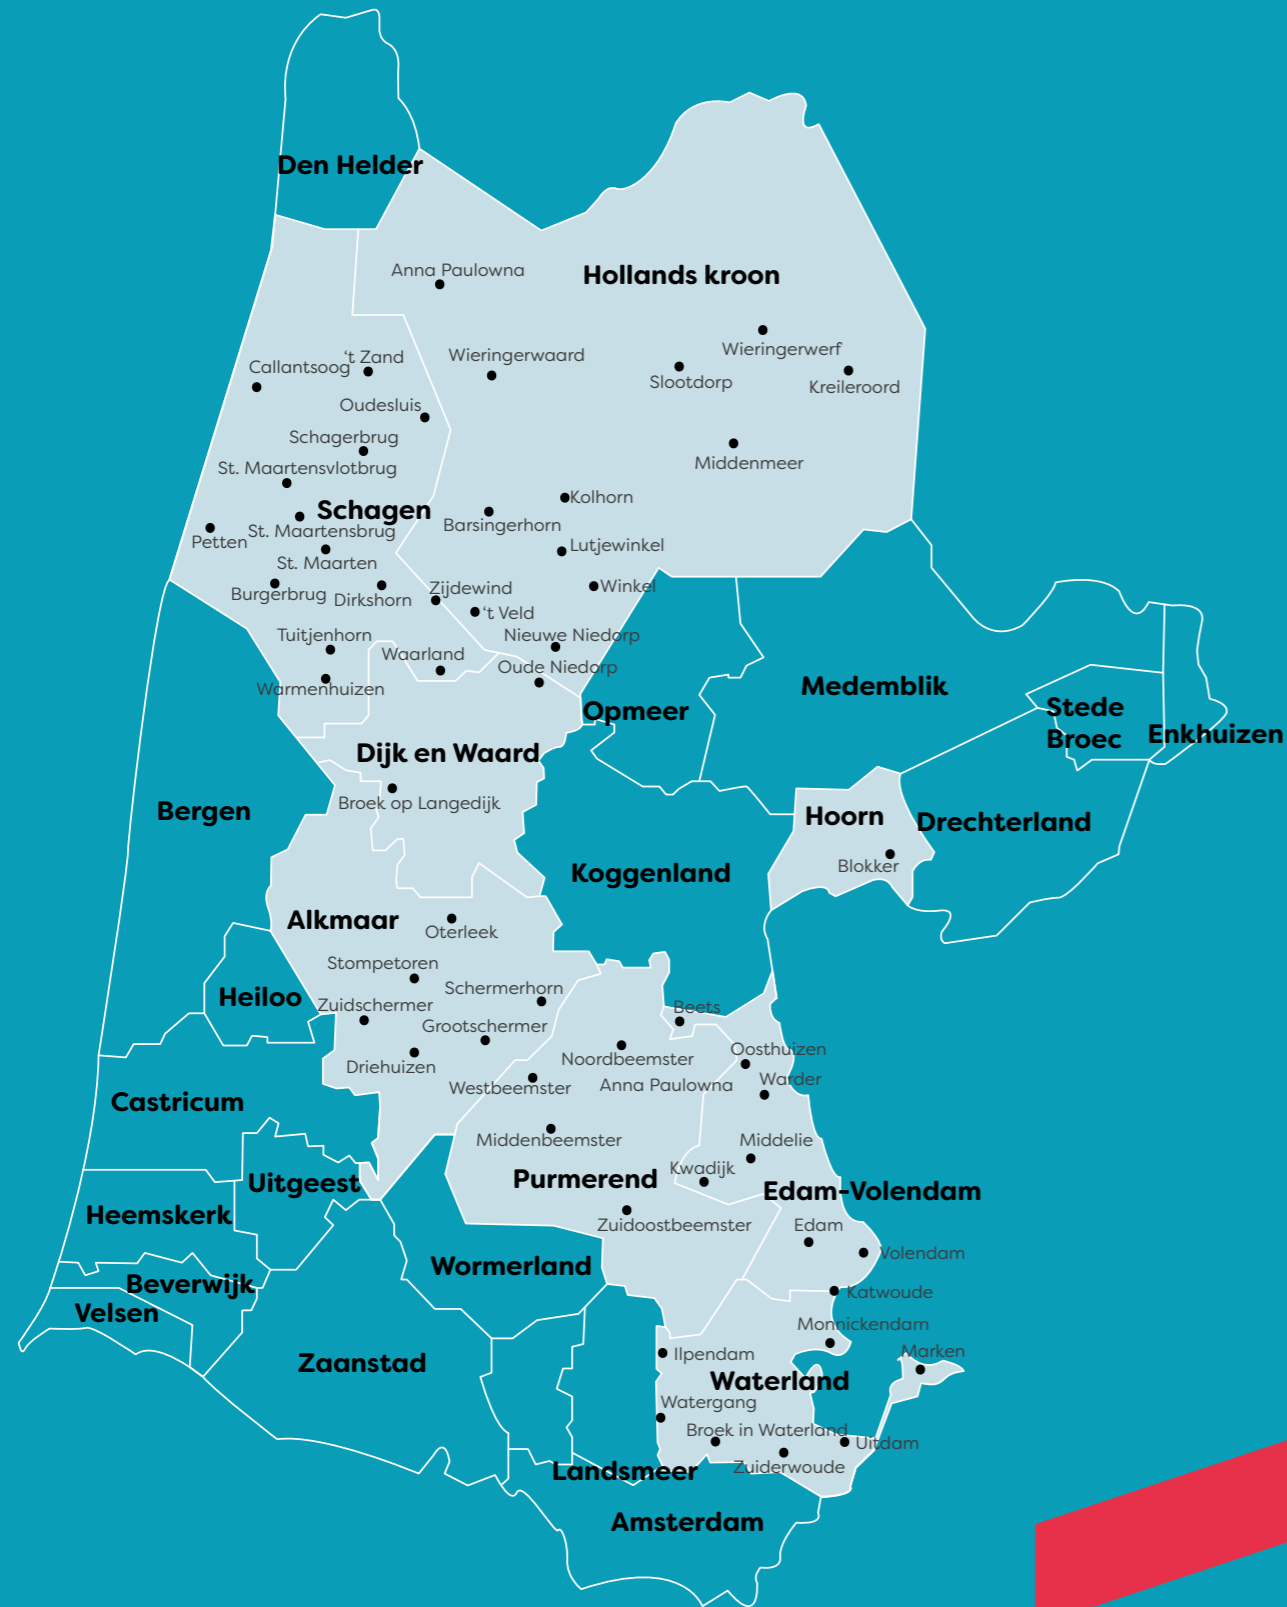 Den Helder
Anna Paulowna
Hollands kroon
Wieringerwerf
Callantsoog
‘t Zand
Wieringerwaard
Slootdorp
Kreileroord
Oudesluis
Schagerbrug
Middenmeer
St. Maartensvlotbrug
Kolhorn
Schagen
Barsingerhorn
Petten
St. Maartensbrug
Lutjewinkel
St. Maarten
Burgerbrug
Dirkshorn
Zijdewind
Winkel
‘t Veld
Tuitjenhorn
Nieuwe Niedorp
Waarland
Oude Niedorp
Warmenhuizen
Medemblik
Opmeer
Stede
Broec
Enkhuizen
Dijk en Waard
Broek op Langedijk
Bergen
Hoorn
Drechterland
Blokker
Koggenland
Alkmaar
Oterleek
Stompetoren
Heiloo
Schermerhorn
Zuidschermer
Grootschermer
Beets
Driehuizen
Noordbeemster
Oosthuizen
Westbeemster
Anna Paulowna
Warder
Castricum
Middenbeemster
Middelie
Kwadijk
Uitgeest
Purmerend
Edam-Volendam
Heemskerk
Zuidoostbeemster
Edam
Volendam
Wormerland
Beverwijk
Katwoude
Velsen
Monnickendam
Zaanstad
Ilpendam
Marken
Waterland
Watergang
Broek in Waterland
Uitdam
Landsmeer
Zuiderwoude
Amsterdam